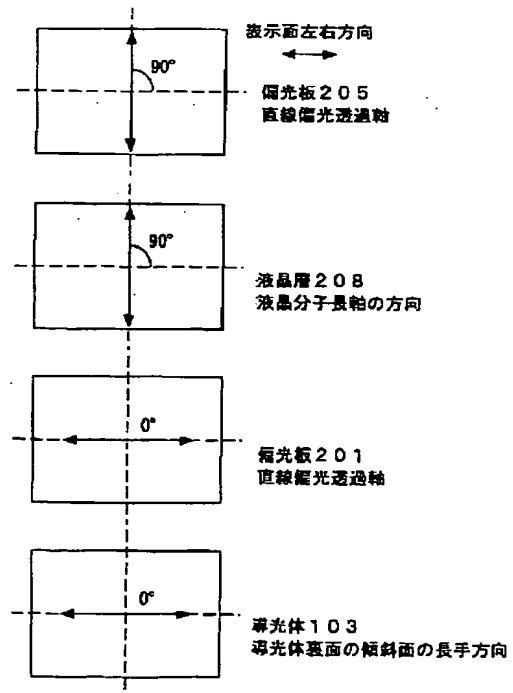 表示面左右方向
90°
偏光板205
直線偏光透過軸
90°
液晶層208
液晶分子長軸の方向
0°
偏光板201
直線偏光透過軸
0°
導光体103
導光体裏面の傾斜面の長手方向